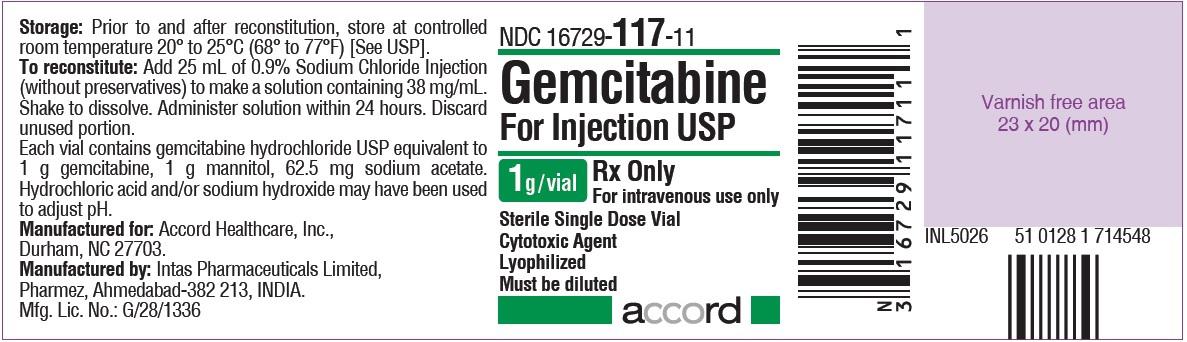 Storage: Prior to and after reconstitution, store at controlled
room temperature 20° to 25°C (68° to 77°F) [See USP].
To reconstitute: Add 25 mL of 0.9% Sodium Chloride Injection
(without preservatives) to make a solution containing 38 mg/mL.
Shake to dissolve. Administer solution within 24 hours. Discard
unused portion.
Each vial contains gemcitabine hydrochloride USP equivalent to
1 g gemcitabine, 1 g mannitol, 62.5 mg sodium acetate.
Hydrochloric acid and/or sodium hydroxide may have been used
to adjust pH.
Manufactured for: Accord Healthcare, Inc.,
Durham, NC 27703.
Manufactured by: Intas Pharmaceuticals Limited,
Pharmez, Ahmedabad-382 213, INDIA.
Mfg. Lic. No.: G/28/1336
NDC 16729-117-11
Gemcitabine
For Injection USP
1 g/vial
Rx Only
For intravenous use only
Sterile Single Dose Vial
Cytotoxic Agent
Lyophilized
Must be diluted
accord
N
3 16729 11711 1
Varnish free area
23 x 20 (mm)
INL5026 51 0128 1 714548